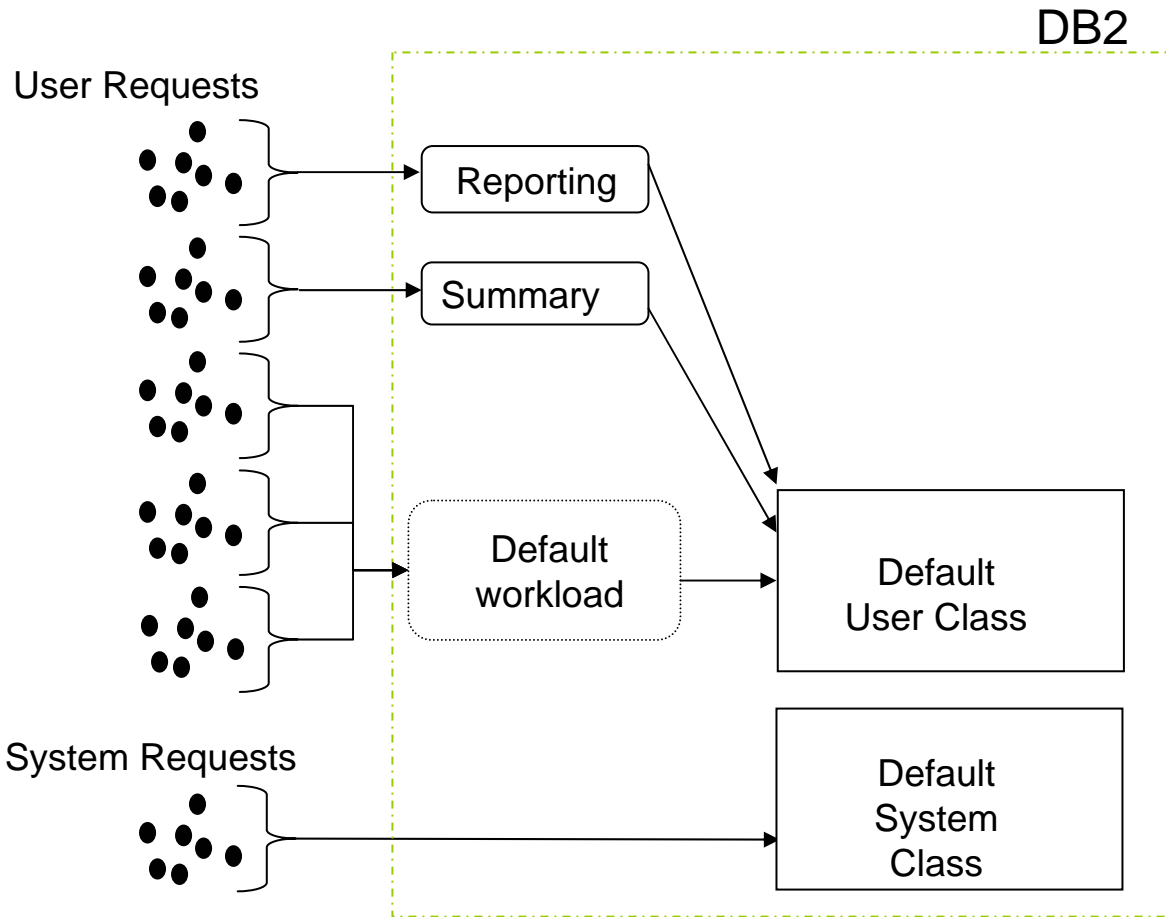 DB2
User Requests
Reporting
Summary
Default
workload
Default
User Class
System Requests
Default
System
Class